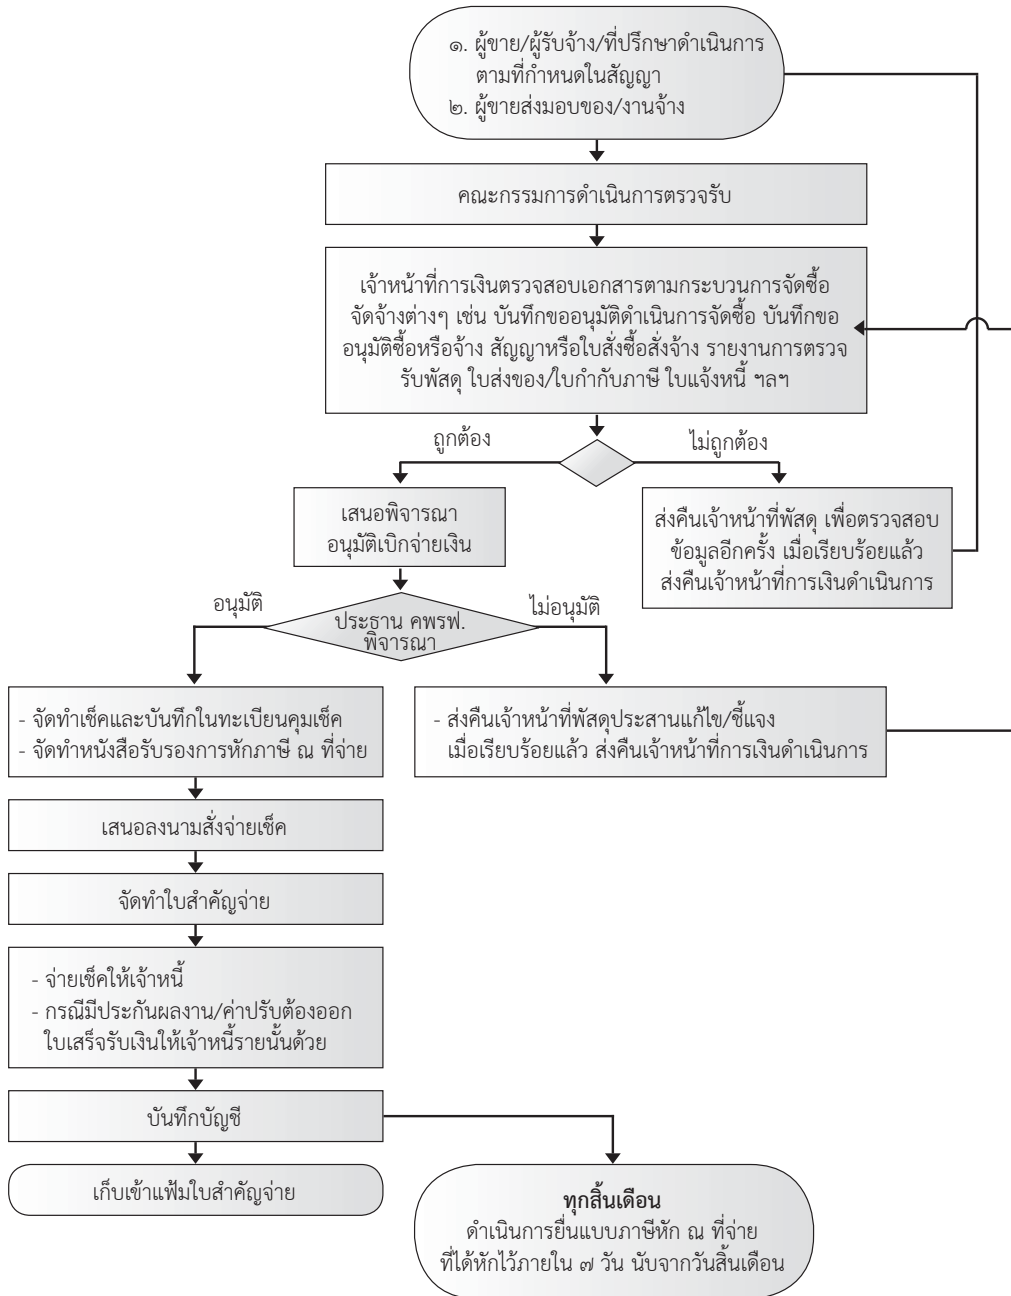 ๑. ผู้ขาย/ผู้รับจ้าง/ที่ปรึกษาดำเนินการ
ตามที่กำหนดในสัญญา
๒. ผู้ขายส่งมอบของ/งานจ้าง
คณะกรรมการดำเนินการตรวจรับ
เจ้าหน้าที่การเงินตรวจสอบเอกสารตามกระบวนการจัดซื้อ
จัดจ้างต่างๆ เช่น บันทึกขออนุมัติดำเนินการจัดซื้อ บันทึกขอ
อนุมัติซื้อหรือจ้าง สัญญาหรือใบสั่งซื้อสั่งจ้าง รายงานการตรวจ
รับพัสดุ ใบส่งของ/ใบกำกับภาษี ใบแจ้งหนี้ ฯลฯ
ถูกต้อง
ไม่ถูกต้อง
เสนอพิจารณา
อนุมัติเบิกจ่ายเงิน
ส่งคืนเจ้าหน้าที่พัสดุ เพื่อตรวจสอบ
ข้อมูลอีกครั้ง เมื่อเรียบร้อยแล้ว
ส่งคืนเจ้าหน้าที่การเงินดำเนินการ
อนุมัติ
ไม่อนุมัติ
ประธาน คพรฟ.
พิจารณา
- จัดทำเช็คและบันทึกในทะเบียนคุมเช็ค
- จัดทำหนังสือรับรองการหักภาษี ณ ที่จ่าย
- ส่งคืนเจ้าหน้าที่พัสดุประสานแก้ไข/ชี้แจง
เมื่อเรียบร้อยแล้ว ส่งคืนเจ้าหน้าที่การเงินดำเนินการ
เสนอลงนามสั่งจ่ายเช็ค
จัดทำใบสำคัญจ่าย
- จ่ายเช็คให้เจ้าหนี้
- กรณีมีประกันผลงาน/ค่าปรับต้องออก
ใบเสร็จรับเงินให้เจ้าหนี้รายนั้นด้วย
บันทึกบัญชี
เก็บเข้าแฟ้มใบสำคัญจ่าย
ทุกสิ้นเดือน
ดำเนินการยื่นแบบภาษีหัก ณ ที่จ่าย
ที่ได้หักไว้ภายใน ๗ วัน นับจากวันสิ้นเดือน